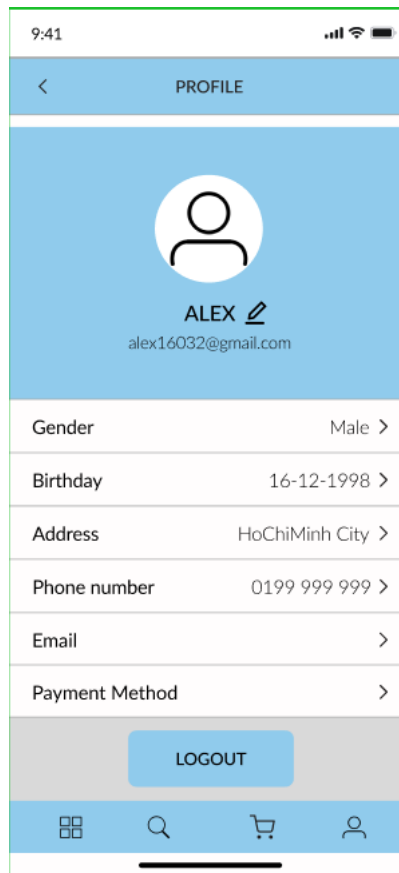 9:41
PROFILE
ALEX
alex16032@gmail.com
Gender Male
Birthday 16-12-1998
Address HoChiMinh City
Phone number 0199 999 999
Email
Payment Method
LOGOUT